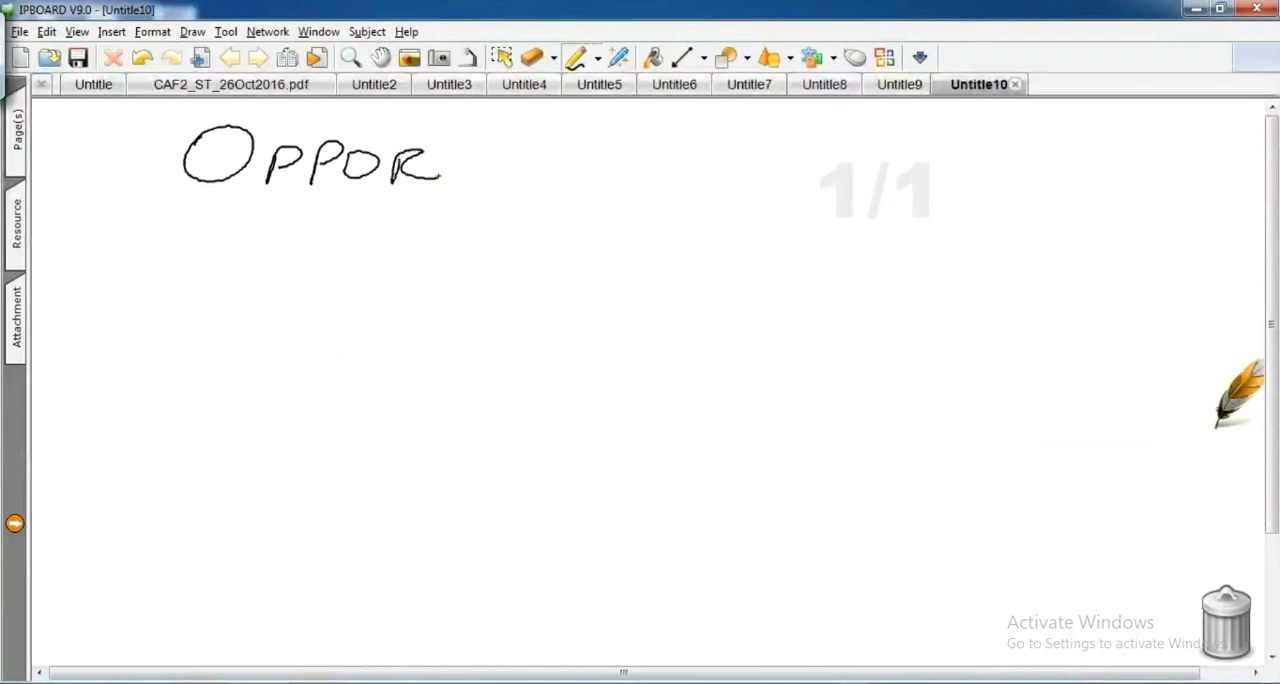 IPBOARD V9.0 - [Untitle10]
File Edit View Insert Format Draw Tool Network Window Subject Help
Untitle CAF2_ST_26Oct2016.pdf Untitle2 Untitle3 Untitle4 Untitle5 Untitle6 Untitle7 Untitle8 Untitle9 Untitle10
Page(s)
Resource
Attachment
OPPOR
1/1
Activate Windows
Go to Settings to activate Windows